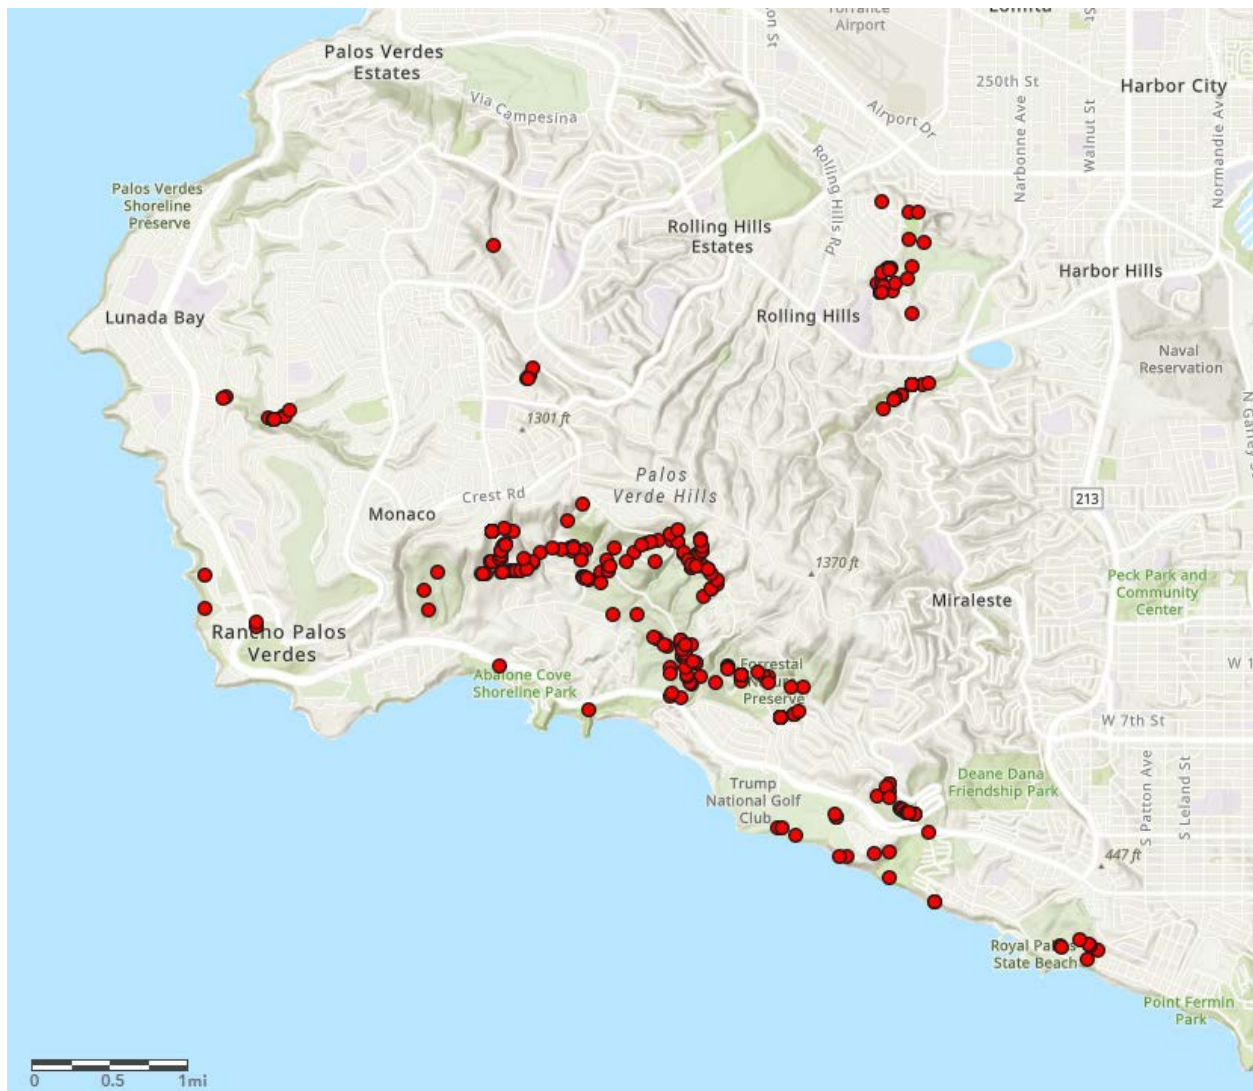 Lomita
Torrance
Airport
Palos Verdes
Estates
250th St
Harbor City
Via Campesina
Airport Dr
Narbonne Ave
Walnut St
Normandie Ave
Rolling Hills Rd
Palos Verdes
Shoreline
Preserve
Rolling Hills
Estates
Harbor Hills
Lunada Bay
Rolling Hills
Naval
Reservation
1301 ft
Palos
Verde Hills
Crest Rd
Monaco
213
1370 ft
Peck Park and
Community
Center
Miraleste
Rancho Palos
Verdes
Abalone Cove
Shoreline Park
Forrestal
Nature
Preserve
W 1
W 7th St
Trump
National Golf
Club
Deane Dana
Friendship Park
S Patton Ave
S Leland St
447 ft
Royal Palms
State Beach
Point Fermin
Park
0 0.5 1mi